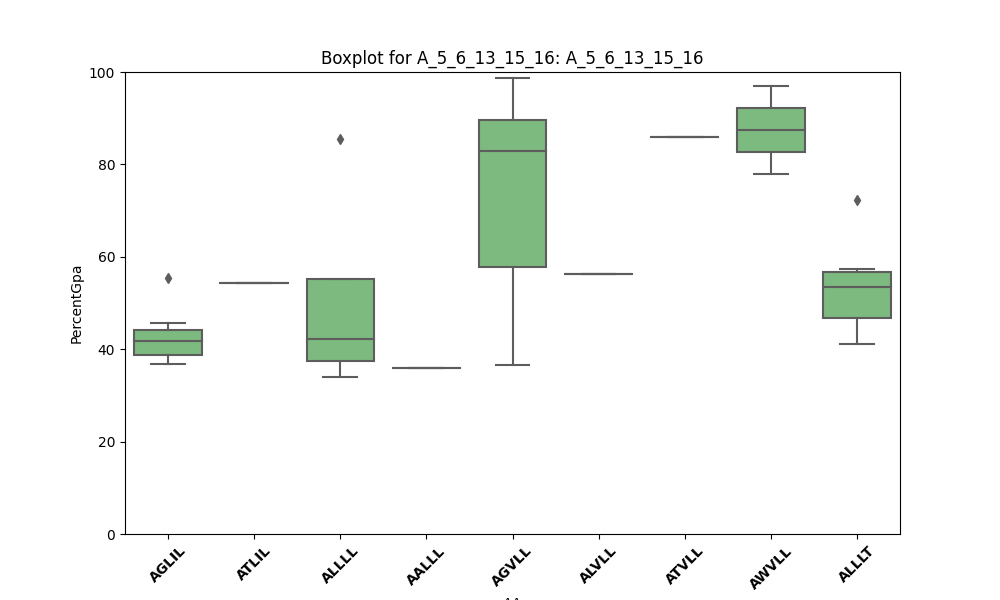 Boxplot for A_5_6_13_15_16: A_5_6_13_15_16
100
80
60
40
20
0
PercentGpa
AGLIL
ATLIL
ALLLL
AALLL
AGVLL
ALVLL
ATVLL
AWVLL
ALLLT